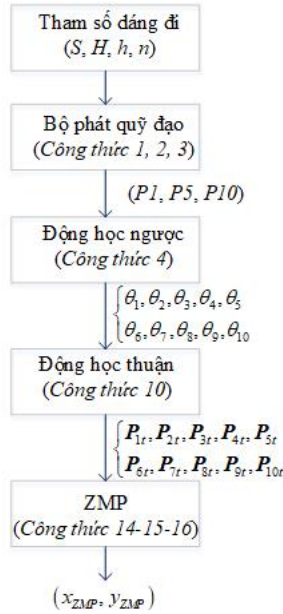 Tham số dáng đi
(S, H, h, n)
Bộ phát quỹ đạo
(Công thức 1, 2, 3)
(P1, P5, P10)
Động học ngược
(Công thức 4)
θ₁, θ₂, θ₃, θ₄, θ₅
θ₆, θ₇, θ₈, θ₉, θ₁₀
Động học thuận
(Công thức 10)
P₁ₜ, P₂ₜ, P₃ₜ, P₄ₜ, P₅ₜ
P₆ₜ, P₇ₜ, P₈ₜ, P₉ₜ, P₁₀ₜ
ZMP
(Công thức 14-15-16)
(x_ZMP, y_ZMP)